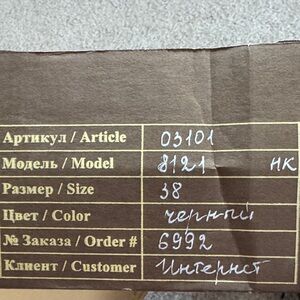 Артикул / Article 03101
Модель / Model 8121 НК
Размер / Size 38
Цвет / Color черный
№ Заказа / Order # 6992
Клиент / Customer Интернет